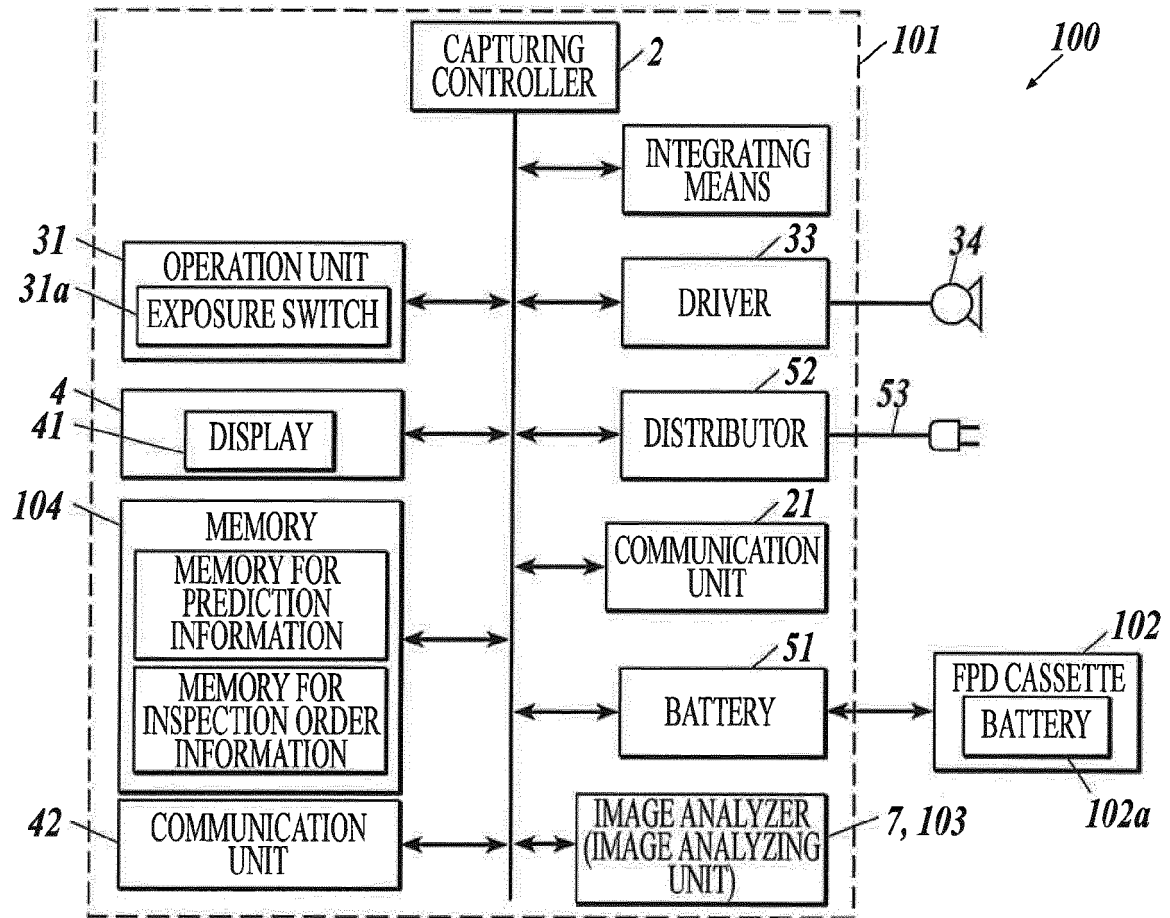 101
100
CAPTURING
CONTROLLER
2
INTEGRATING
MEANS
31
OPERATION UNIT
31a
EXPOSURE SWITCH
33
DRIVER
34
4
41
DISPLAY
52
DISTRIBUTOR
53
104
MEMORY
MEMORY FOR
PREDICTION
INFORMATION
MEMORY FOR
INSPECTION ORDER
INFORMATION
21
COMMUNICATION
UNIT
51
BATTERY
102
FPD CASSETTE
BATTERY
102a
42
COMMUNICATION
UNIT
IMAGE ANALYZER
(IMAGE ANALYZING
UNIT)
7, 103